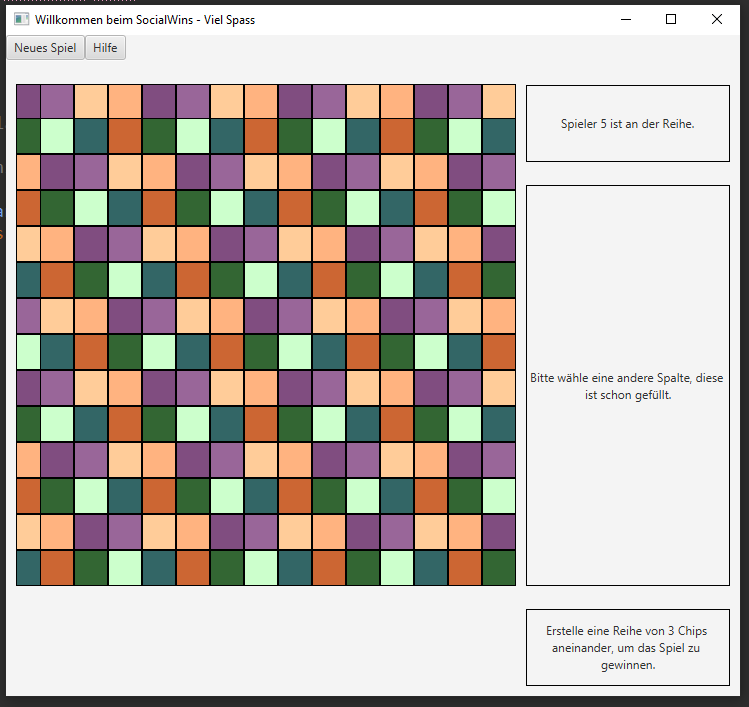 Willkommen beim SocialWins - Viel Spass
Neues Spiel Hilfe
Spieler 5 ist an der Reihe.
Bitte wähle eine andere Spalte, diese
ist schon gefüllt.
Erstelle eine Reihe von 3 Chips
aneinander, um das Spiel zu
gewinnen.